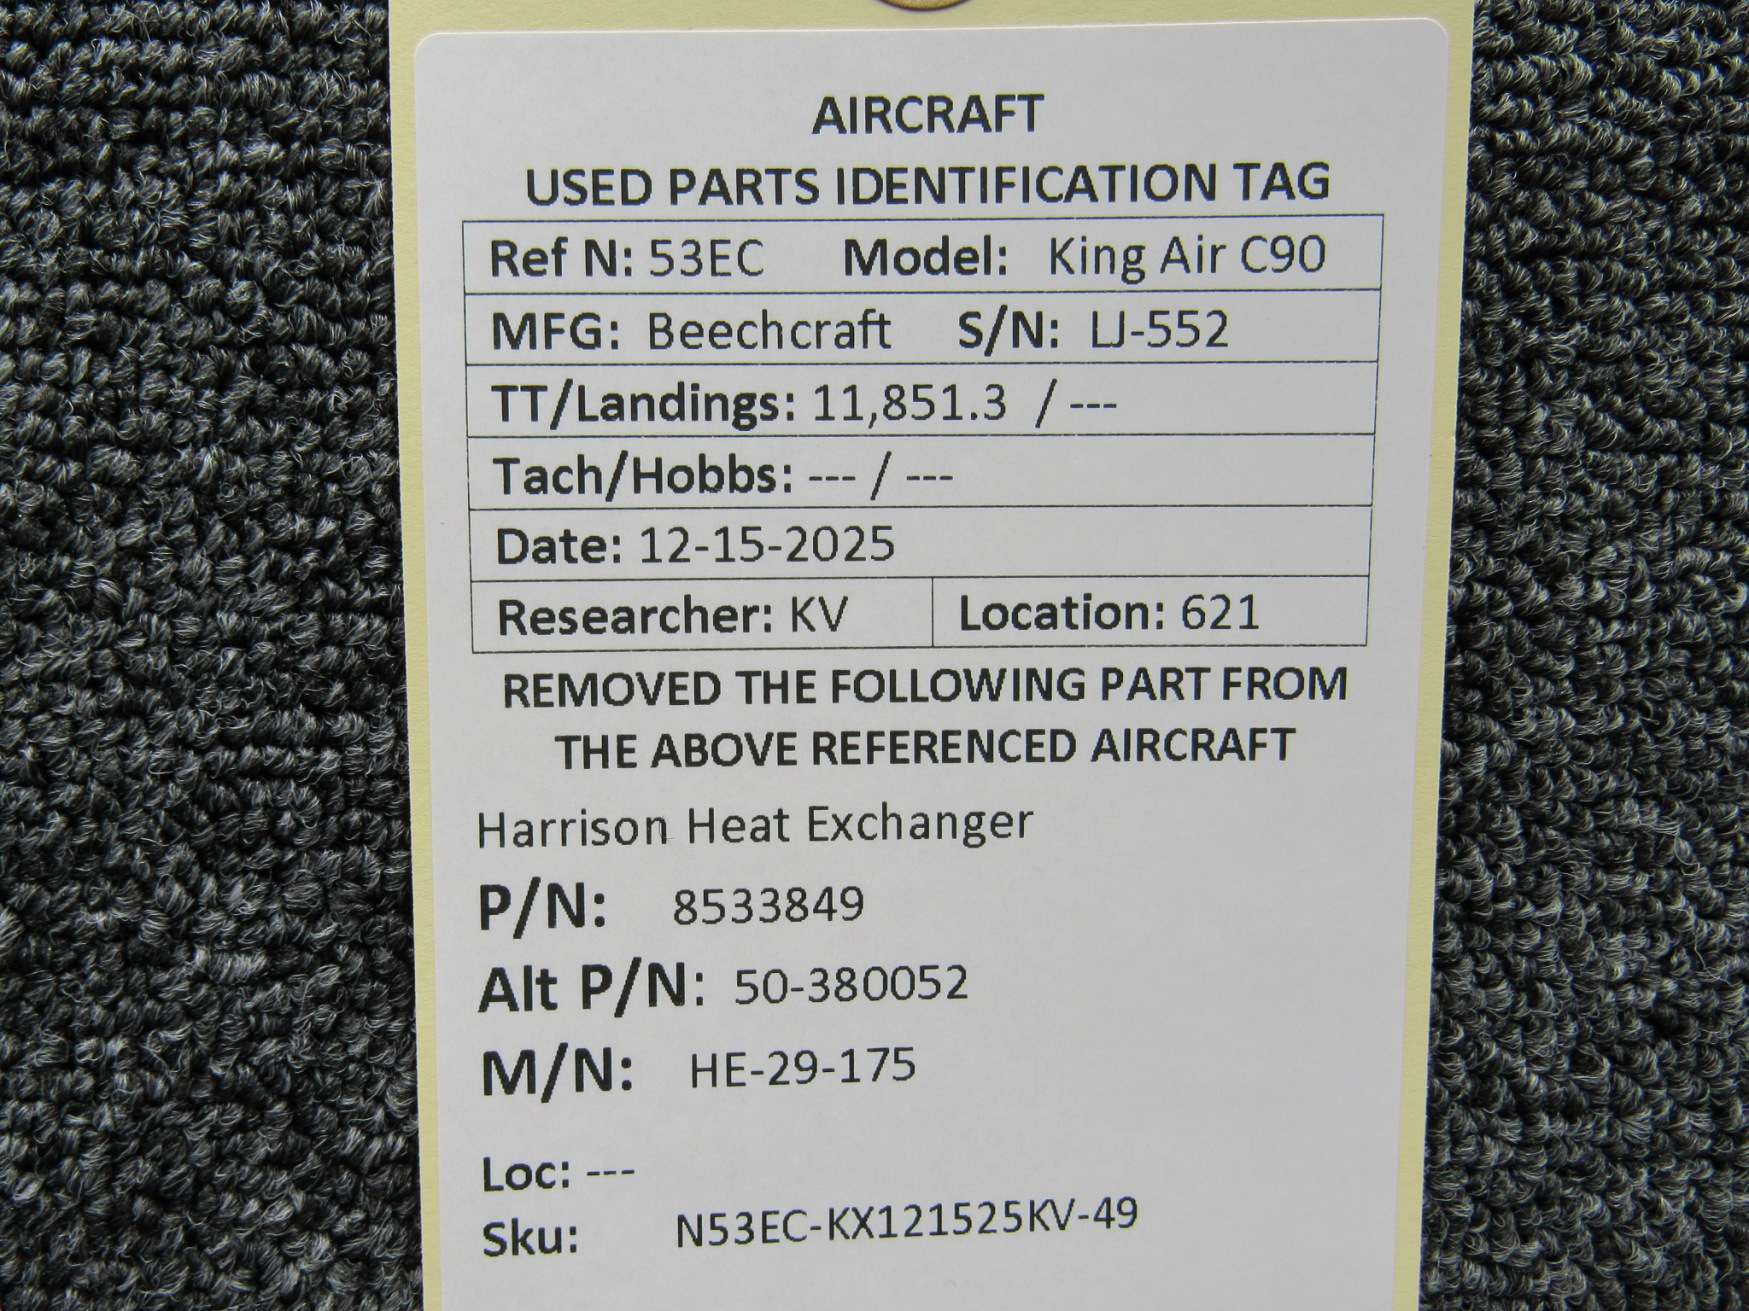 AIRCRAFT
USED PARTS IDENTIFICATION TAG
Ref N: 53EC Model: King Air C90
MFG: Beechcraft S/N: LJ-552
TT/Landings: 11,851.3 / ---
Tach/Hobbs: --- / ---
Date: 12-15-2025
Researcher: KV Location: 621
REMOVED THE FOLLOWING PART FROM
THE ABOVE REFERENCED AIRCRAFT
Harrison Heat Exchanger
P/N: 8533849
Alt P/N: 50-380052
M/N: HE-29-175
Loc: ---
Sku: N53EC-KX121525KV-49